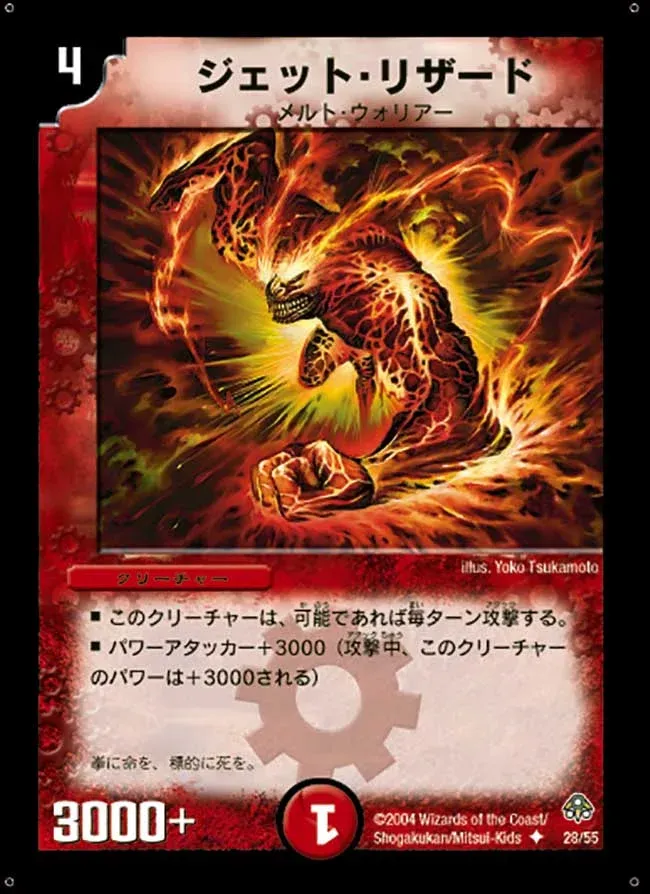 4
ジェット・リザード
メルト・ウォリアー
illus. Yoko Tsukamoto
クリーチャー
■ このクリーチャーは、可能であれば毎ターン攻撃する。
■ パワーアタッカー+3000（攻撃中、このクリーチャー
のパワーは+3000される）
拳に命を、標的に死を。
3000+
1
©2004 Wizards of the Coast/
Shogakukan/Mitsui-Kids
28/55